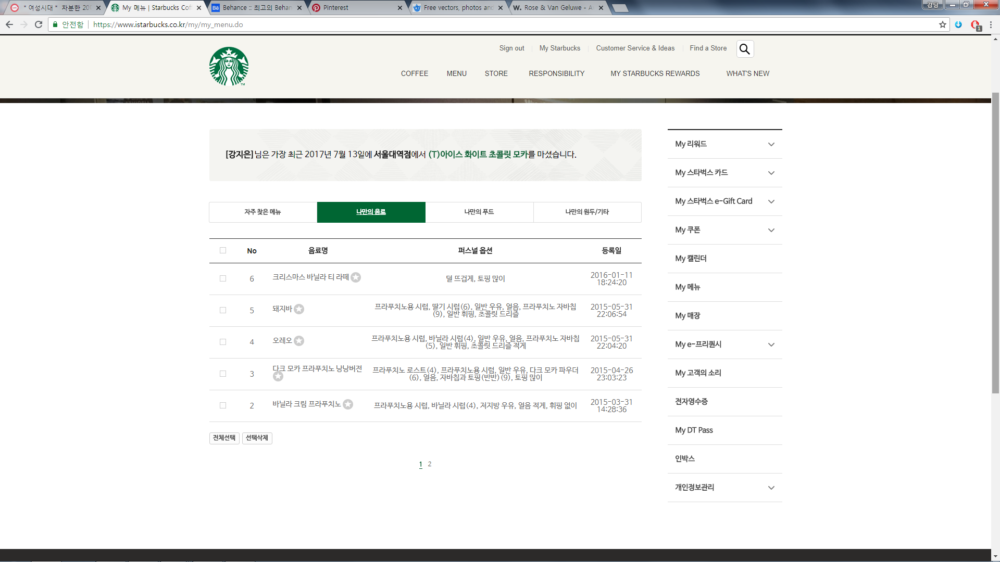 * 여성시대 * 차분한 20
My 메뉴 | Starbucks Cof
Behance :: 최고의 Behan
Pinterest
Free vectors, photos and
Rose & Van Geluwe - A
강딩
안전함
https://www.istarbucks.co.kr/my/my_menu.do
1
Sign out
My Starbucks
Customer Service & Ideas
Find a Store
COFFEE
MENU
STORE
RESPONSIBILITY
MY STARBUCKS REWARDS
WHAT'S NEW
TM
[강지은]님은 가장 최근 2017년 7월 13일에 서울대역점에서 (T)아이스 화이트 초콜릿 모카를 마셨습니다.
자주 찾은 메뉴
나만의 음료
나만의 푸드
나만의 원두/기타
No
음료명
퍼스널 옵션
등록일
6
크리스마스 바닐라 티 라떼
덜 뜨겁게, 토핑 많이
2016-01-11
18:24:20
5
돼지바
프라푸치노용 시럽, 딸기 시럽(6), 일반 우유, 얼음, 프라푸치노 자바칩
(9), 일반 휘핑, 초콜릿 드리즐
2015-05-31
22:06:54
4
오레오
프라푸치노용 시럽, 바닐라 시럽(4), 일반 우유, 얼음, 프라푸치노 자바칩
(5), 일반 휘핑, 초콜릿 드리즐 적게
2015-05-31
22:04:20
3
다크 모카 프라푸치노 낭낭버전
프라푸치노 로스트(4), 프라푸치노용 시럽, 일반 우유, 다크 모카 파우더
(6), 얼음, 자바칩과 토핑(반반)(9), 토핑 많이
2015-04-26
23:03:23
2
바닐라 크림 프라푸치노
프라푸치노용 시럽, 바닐라 시럽(4), 저지방 우유, 얼음 적게, 휘핑 없이
2015-03-31
14:28:36
전체선택
선택삭제
1 2
My 리워드
My 스타벅스 카드
My 스타벅스 e-Gift Card
My 쿠폰
My 캘린더
My 메뉴
My 매장
My e-프리퀀시
My 고객의 소리
전자영수증
My DT Pass
인박스
개인정보관리